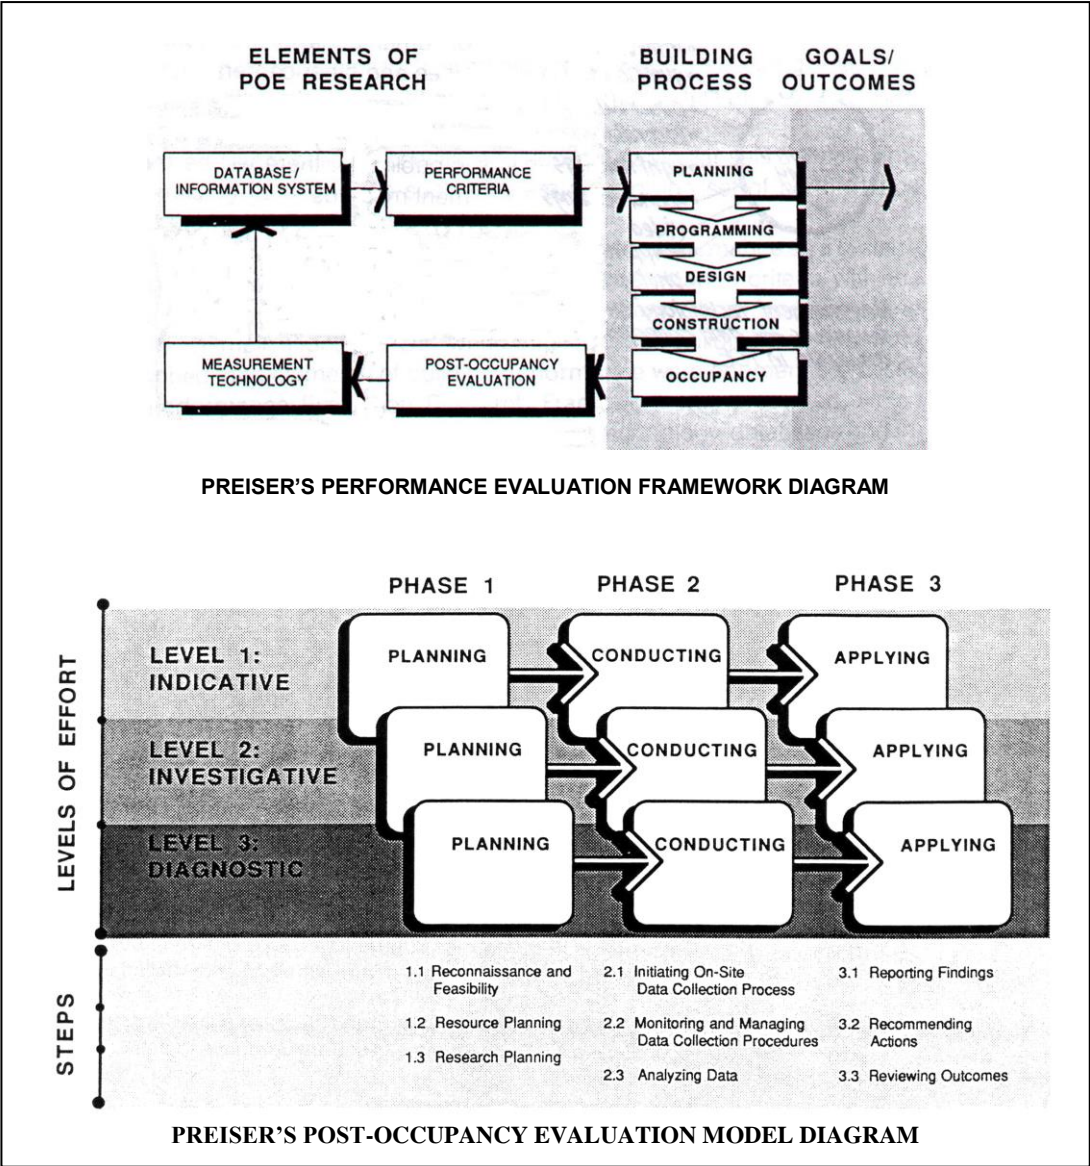 ELEMENTS OF
POE RESEARCH
BUILDING
PROCESS
GOALS/
OUTCOMES
DATABASE/
INFORMATION SYSTEM
PERFORMANCE
CRITERIA
PLANNING
PROGRAMMING
DESIGN
CONSTRUCTION
OCCUPANCY
MEASUREMENT
TECHNOLOGY
POST-OCCUPANCY
EVALUATION
PREISER'S PERFORMANCE EVALUATION FRAMEWORK DIAGRAM
PHASE 1
PHASE 2
PHASE 3
LEVELS OF EFFORT
LEVEL 1:
INDICATIVE
PLANNING
CONDUCTING
APPLYING
LEVEL 2:
INVESTIGATIVE
PLANNING
CONDUCTING
APPLYING
LEVEL 3:
DIAGNOSTIC
PLANNING
CONDUCTING
APPLYING
STEPS
1.1 Reconnaissance and
Feasibility
1.2 Resource Planning
1.3 Research Planning
2.1 Initiating On-Site
Data Collection Process
2.2 Monitoring and Managing
Data Collection Procedures
2.3 Analyzing Data
3.1 Reporting Findings
3.2 Recommending
Actions
3.3 Reviewing Outcomes
PREISER'S POST-OCCUPANCY EVALUATION MODEL DIAGRAM